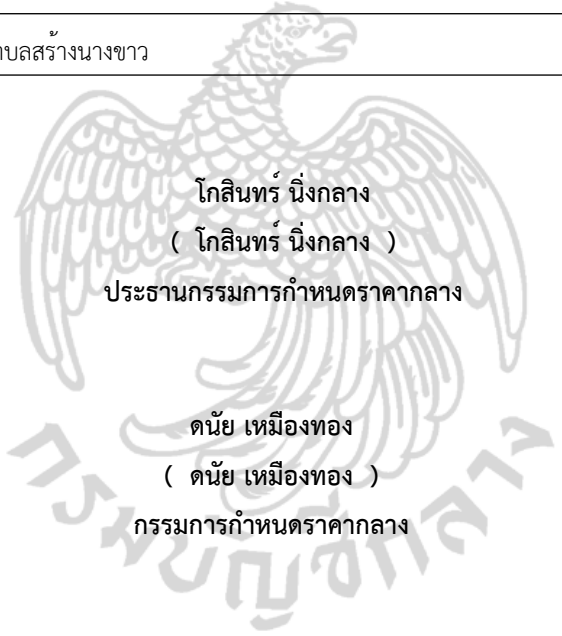 บลสร้างนางขาว
โกสินทร์ นิ่งกลาง
( โกสินทร์ นิ่งกลาง )
ประธานกรรมการกำหนดราคากลาง
ดนัย เหมืองทอง
( ดนัย เหมืองทอง )
กรรมการกำหนดราคากลาง
กรมบัญชีกลาง